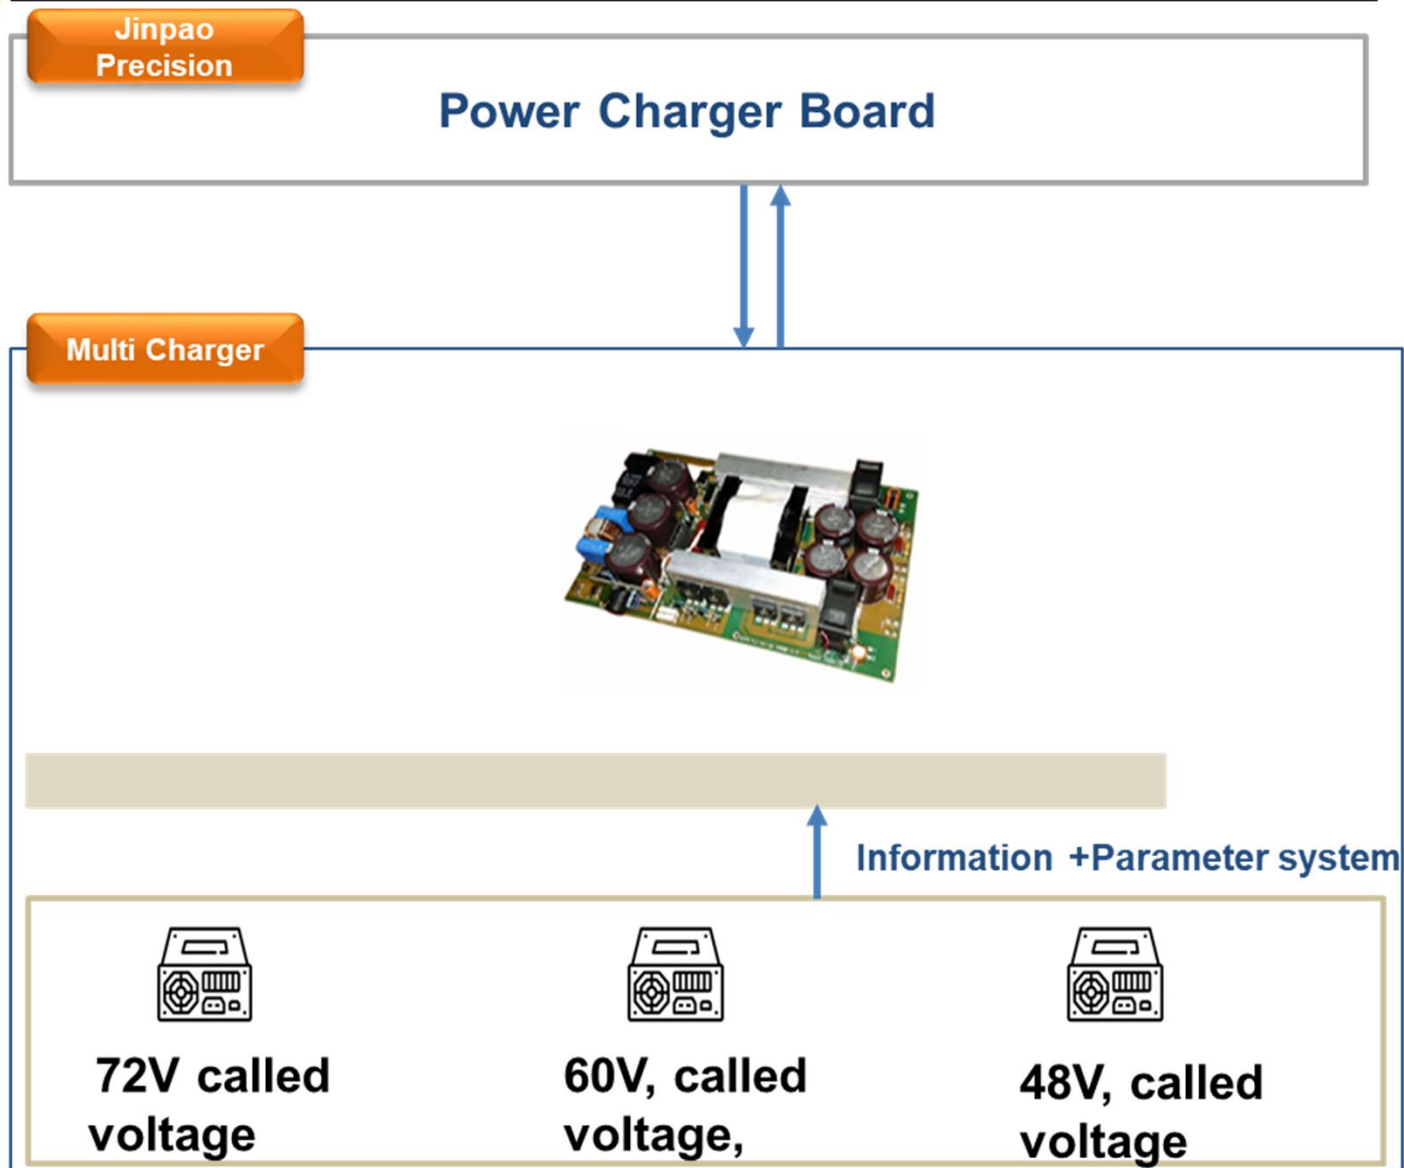 Jinpao
Precision
Power Charger Board
Multi Charger
Information +Parameter system
72V called
voltage
60V, called
voltage,
48V, called
voltage